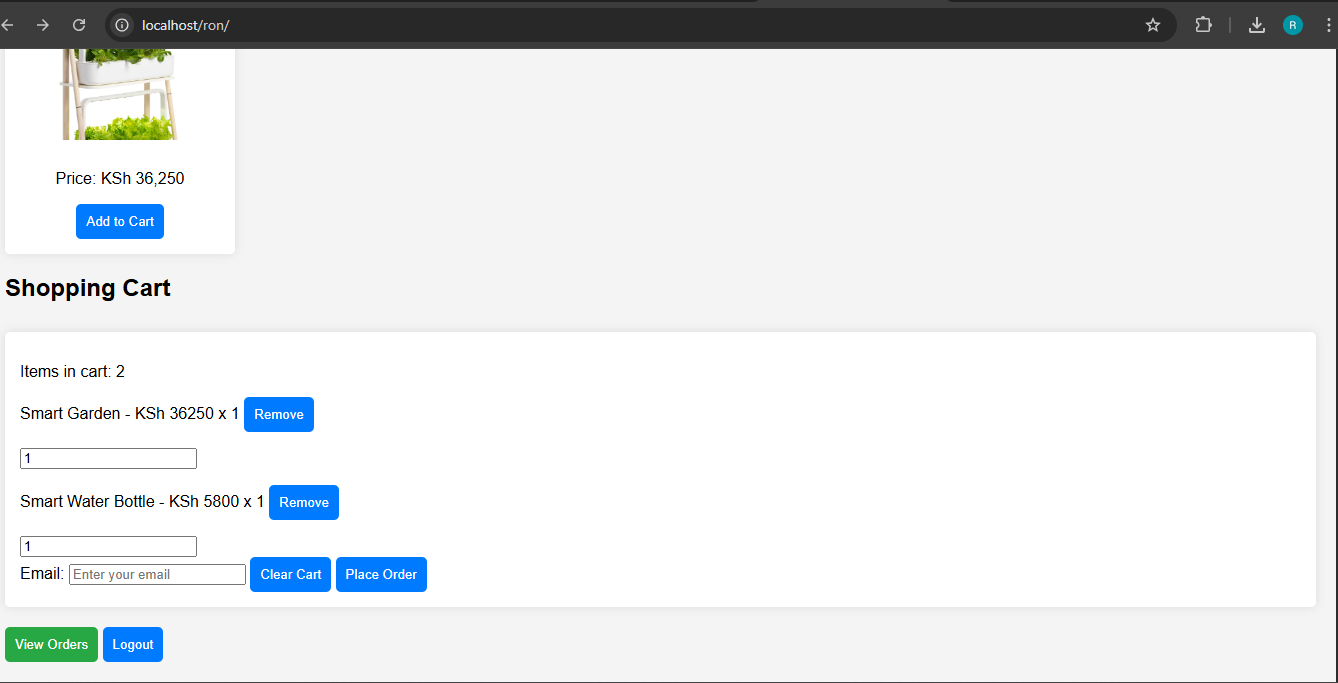 localhost/ron/
R
Price: KSh 36,250
Add to Cart
Shopping Cart
Items in cart: 2
Smart Garden - KSh 36250 x 1 Remove
1
Smart Water Bottle - KSh 5800 x 1 Remove
1
Email: Enter your email Clear Cart Place Order
View Orders Logout